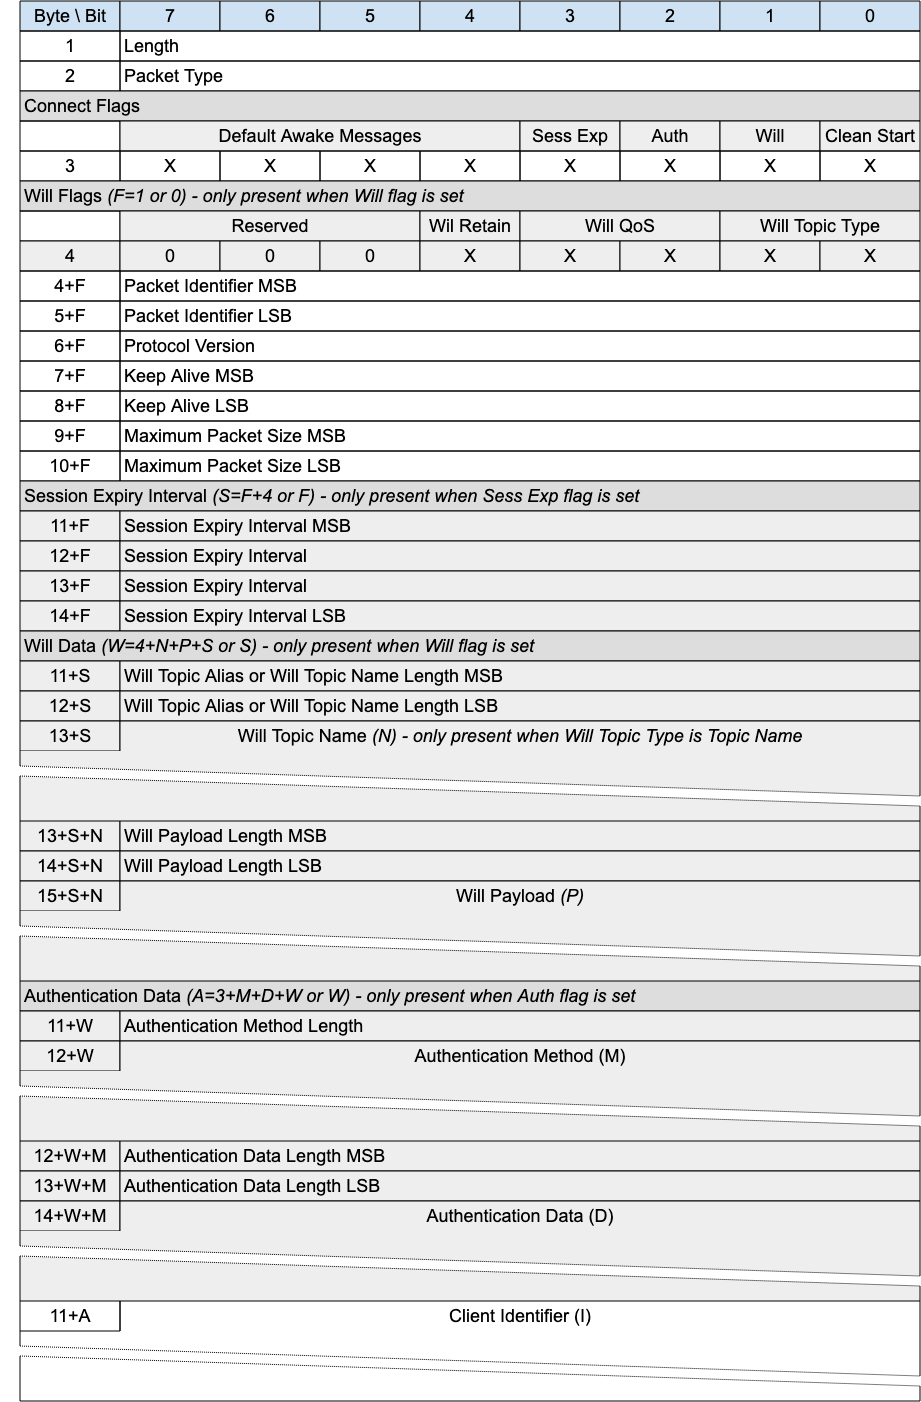 Byte \ Bit 7 6 5 4 3 2 1 0
1 Length
2 Packet Type
Connect Flags
Default Awake Messages Sess Exp Auth Will Clean Start
3 X X X X X X X X
Will Flags (F=1 or 0) - only present when Will flag is set
Reserved Wil Retain Will QoS Will Topic Type
4 0 0 0 X X X X X
4+F Packet Identifier MSB
5+F Packet Identifier LSB
6+F Protocol Version
7+F Keep Alive MSB
8+F Keep Alive LSB
9+F Maximum Packet Size MSB
10+F Maximum Packet Size LSB
Session Expiry Interval (S=F+4 or F) - only present when Sess Exp flag is set
11+F Session Expiry Interval MSB
12+F Session Expiry Interval
13+F Session Expiry Interval
14+F Session Expiry Interval LSB
Will Data (W=4+N+P+S or S) - only present when Will flag is set
11+S Will Topic Alias or Will Topic Name Length MSB
12+S Will Topic Alias or Will Topic Name Length LSB
13+S Will Topic Name (N) - only present when Will Topic Type is Topic Name
13+S+N Will Payload Length MSB
14+S+N Will Payload Length LSB
15+S+N Will Payload (P)
Authentication Data (A=3+M+D+W or W) - only present when Auth flag is set
11+W Authentication Method Length
12+W Authentication Method (M)
12+W+M Authentication Data Length MSB
13+W+M Authentication Data Length LSB
14+W+M Authentication Data (D)
11+A Client Identifier (I)